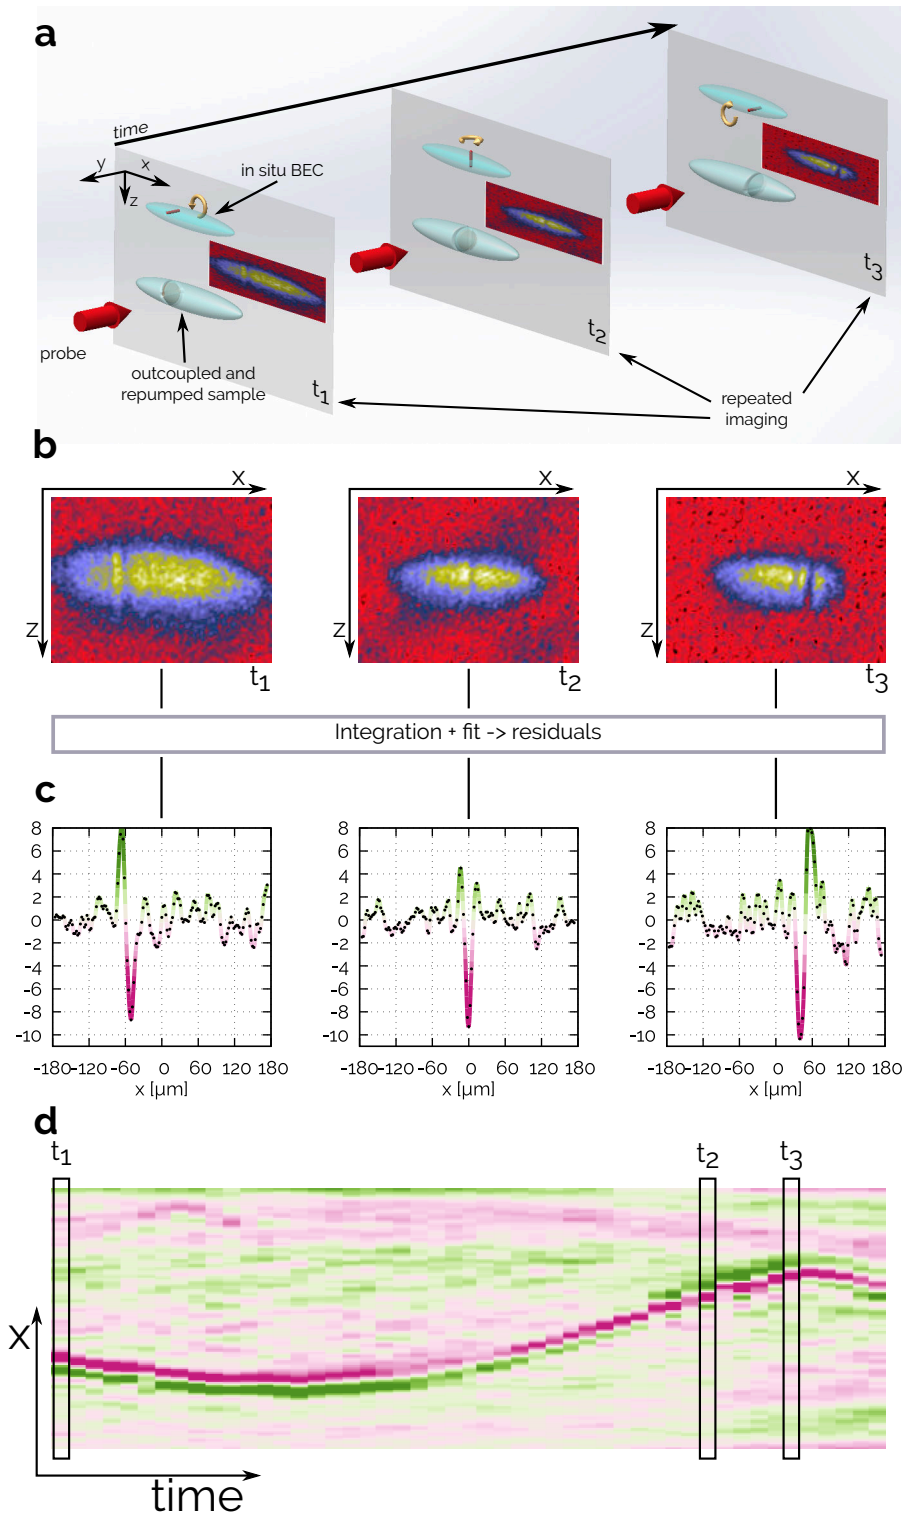 a
time
y
x
z
in situ BEC
probe
outcoupled and
repumped sample
t1
t2
t3
repeated
imaging
b
x
x
x
z
z
z
t1
t2
t3
Integration + fit -> residuals
c
8
6
4
2
0
-2
-4
-6
-8
-10
-180 -120 -60 0 60 120 180
x [µm]
8
6
4
2
0
-2
-4
-6
-8
-10
-180 -120 -60 0 60 120 180
x [µm]
8
6
4
2
0
-2
-4
-6
-8
-10
-180 -120 -60 0 60 120 180
x [µm]
d
t1
t2
t3
x
time